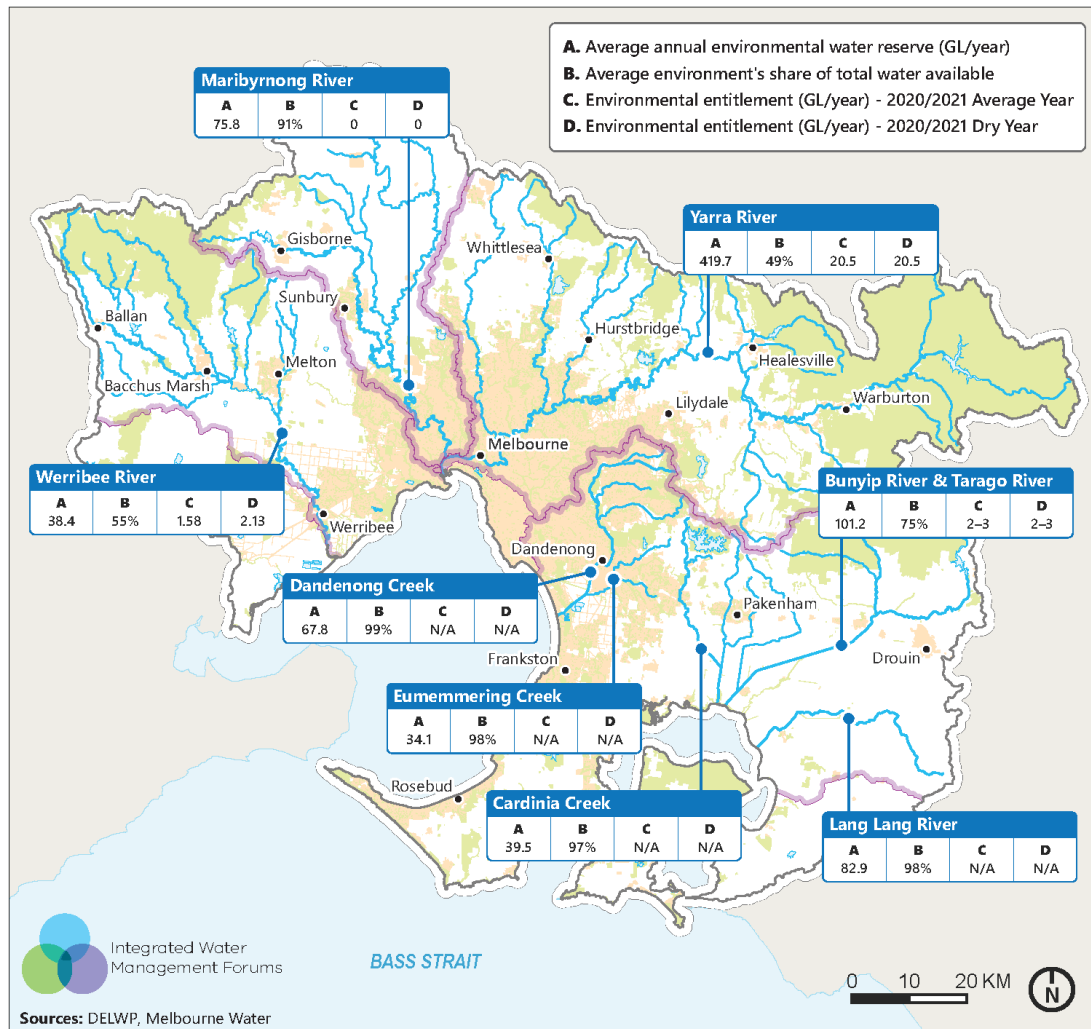 A. Average annual environmental water reserve (GL/year)
B. Average environment's share of total water available
C. Environmental entitlement (GL/year) - 2020/2021 Average Year
D. Environmental entitlement (GL/year) - 2020/2021 Dry Year
Maribyrnong River
A B C D
75.8 91% 0 0
Yarra River
A B C D
419.7 49% 20.5 20.5
Gisborne
Whittlesea
Sunbury
Ballan
Hurstbridge
Healesville
Melton
Bacchus Marsh
Warburton
Lilydale
Melbourne
Werribee River
A B C D
38.4 55% 1.58 2.13
Bunyip River & Tarago River
A B C D
101.2 75% 2–3 2–3
Werribee
Dandenong
Dandenong Creek
A B C D
67.8 99% N/A N/A
Pakenham
Frankston
Drouin
Eumemmering Creek
A B C D
34.1 98% N/A N/A
Rosebud
Cardinia Creek
A B C D
39.5 97% N/A N/A
Lang Lang River
A B C D
82.9 98% N/A N/A
Integrated Water
Management Forums
BASS STRAIT
0 10 20 KM
N
Sources: DELWP, Melbourne Water